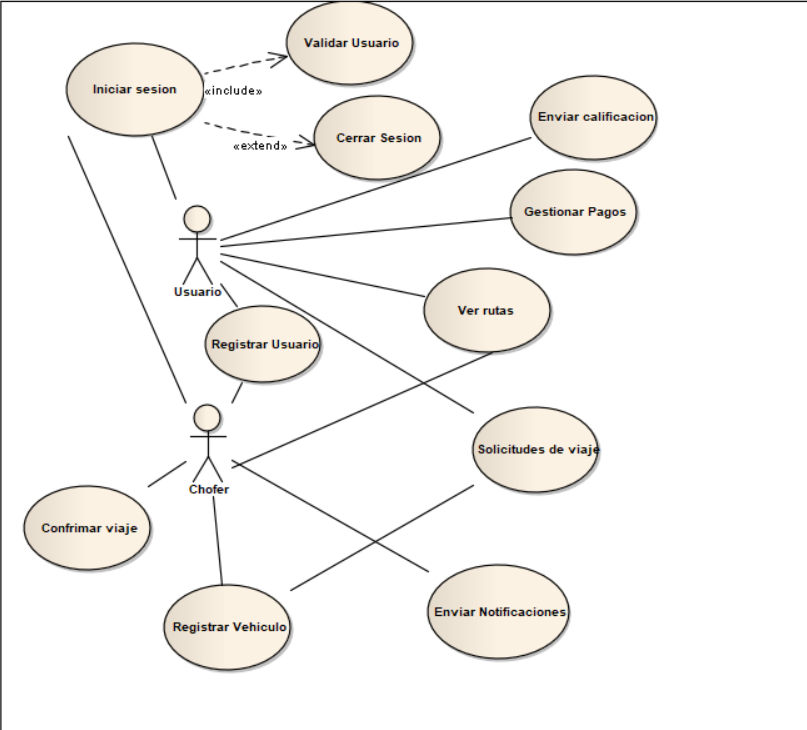 Validar Usuario
Iniciar sesion
«include»
Enviar calificacion
Cerrar Sesion
«extend»
Gestionar Pagos
Usuario
Ver rutas
Registrar Usuario
Solicitudes de viaje
Chofer
Confrimar viaje
Enviar Notificaciones
Registrar Vehiculo